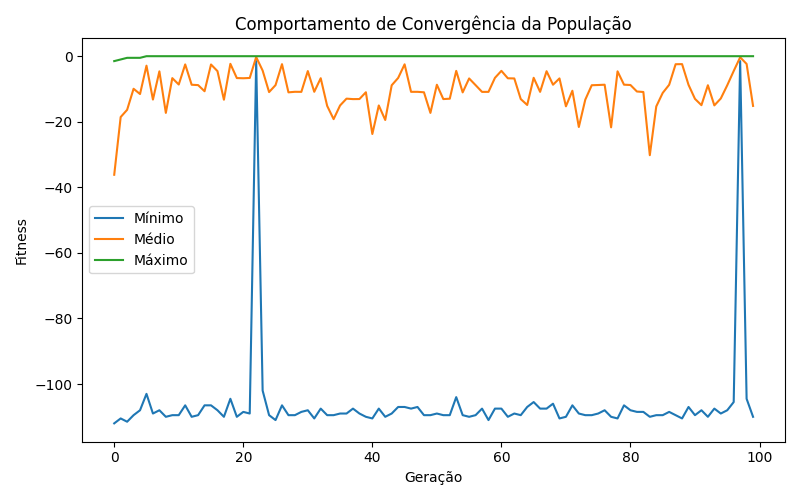 Comportamento de Convergência da População
Fitness
0
−20
−40
−60
−80
−100
Mínimo
Médio
Máximo
0 20 40 60 80 100
Geração